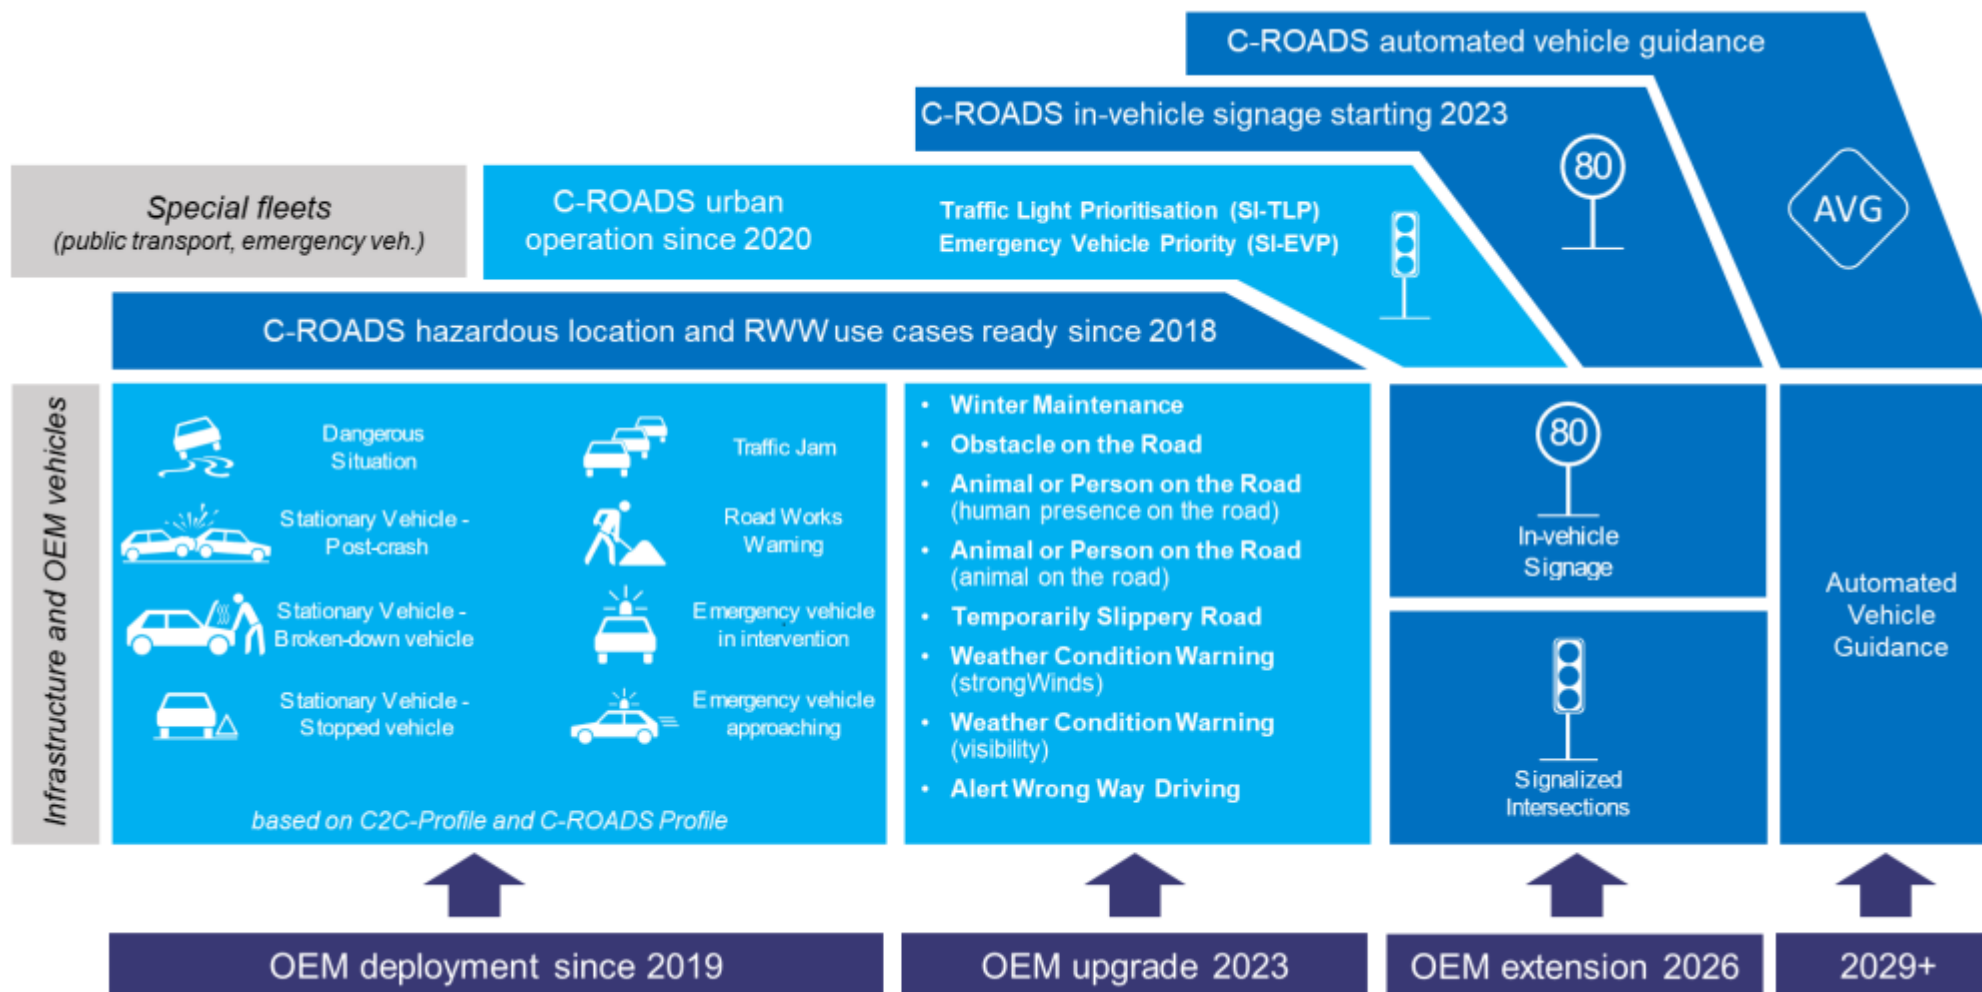 C-ROADS automated vehicle guidance
C-ROADS in-vehicle signage starting 2023
80
AVG
Special fleets
(public transport, emergency veh.)
C-ROADS urban
operation since 2020
Traffic Light Prioritisation (SI-TLP)
Emergency Vehicle Priority (SI-EVP)
C-ROADS hazardous location and RWW use cases ready since 2018
Infrastructure and OEM vehicles
Dangerous
Situation
Traffic Jam
Stationary Vehicle -
Post-crash
Road Works
Warning
Stationary Vehicle -
Broken-down vehicle
Emergency vehicle
in intervention
Stationary Vehicle -
Stopped vehicle
Emergency vehicle
approaching
based on C2C-Profile and C-ROADS Profile
• Winter Maintenance
• Obstacle on the Road
• Animal or Person on the Road
(human presence on the road)
• Animal or Person on the Road
(animal on the road)
• Temporarily Slippery Road
• Weather Condition Warning
(strongWinds)
• Weather Condition Warning
(visibility)
• Alert Wrong Way Driving
80
In-vehicle
Signage
Signalized
Intersections
Automated
Vehicle
Guidance
OEM deployment since 2019
OEM upgrade 2023
OEM extension 2026
2029+